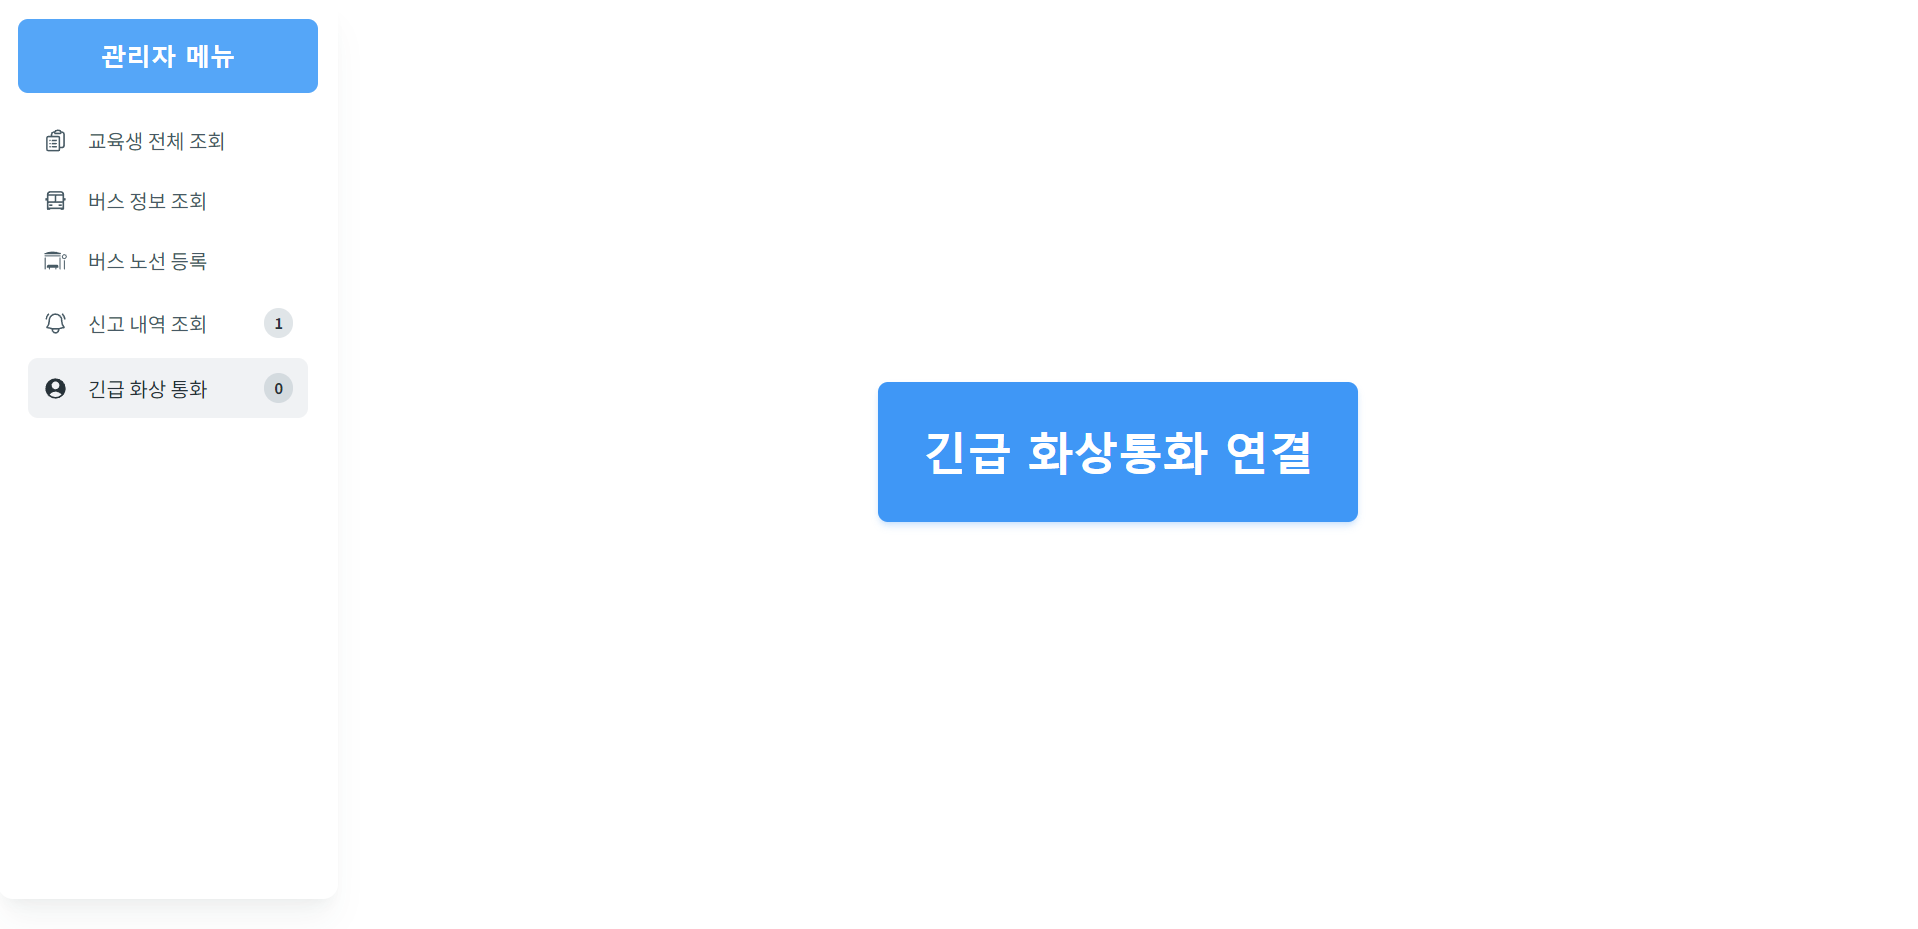 관리자 메뉴
교육생 전체 조회
버스 정보 조회
버스 노선 등록
신고 내역 조회 1
긴급 화상 통화 0
긴급 화상통화 연결